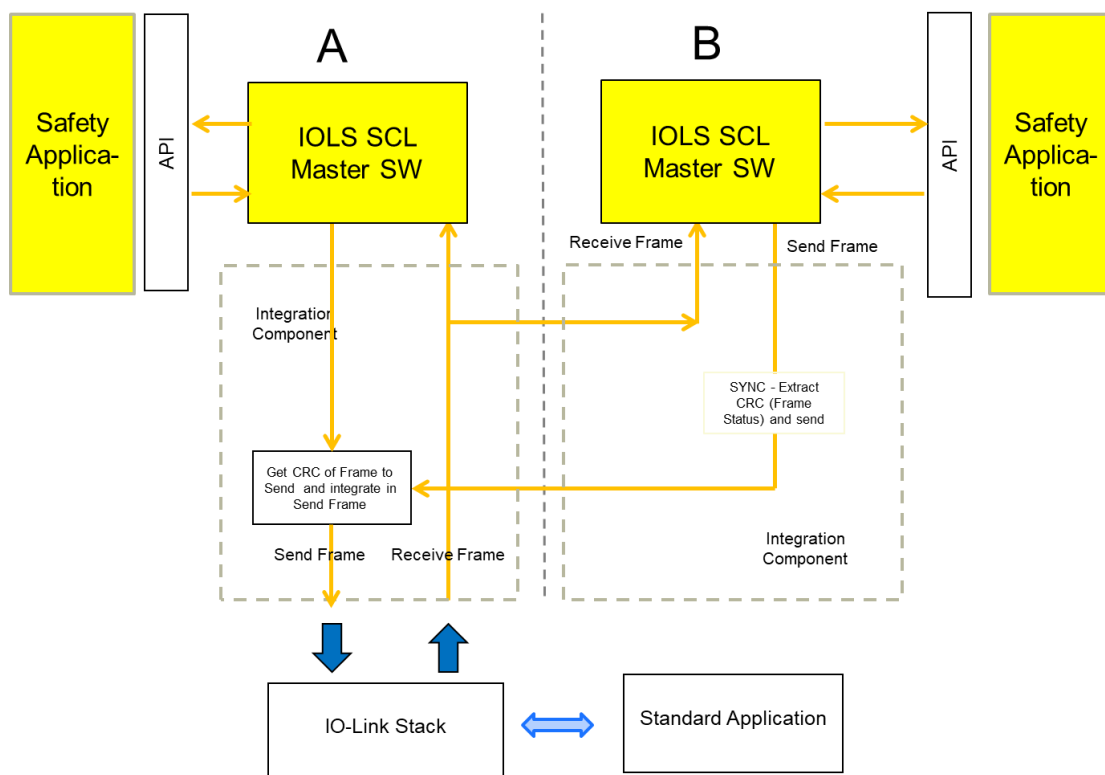 A
B
Safety
Applica-
tion
API
IOLS SCL
Master SW
IOLS SCL
Master SW
API
Safety
Applica-
tion
Receive Frame
Send Frame
Integration
Component
SYNC - Extract
CRC (Frame
Status) and send
Get CRC of Frame to
Send and integrate in
Send Frame
Send Frame
Receive Frame
Integration
Component
IO-Link Stack
Standard Application